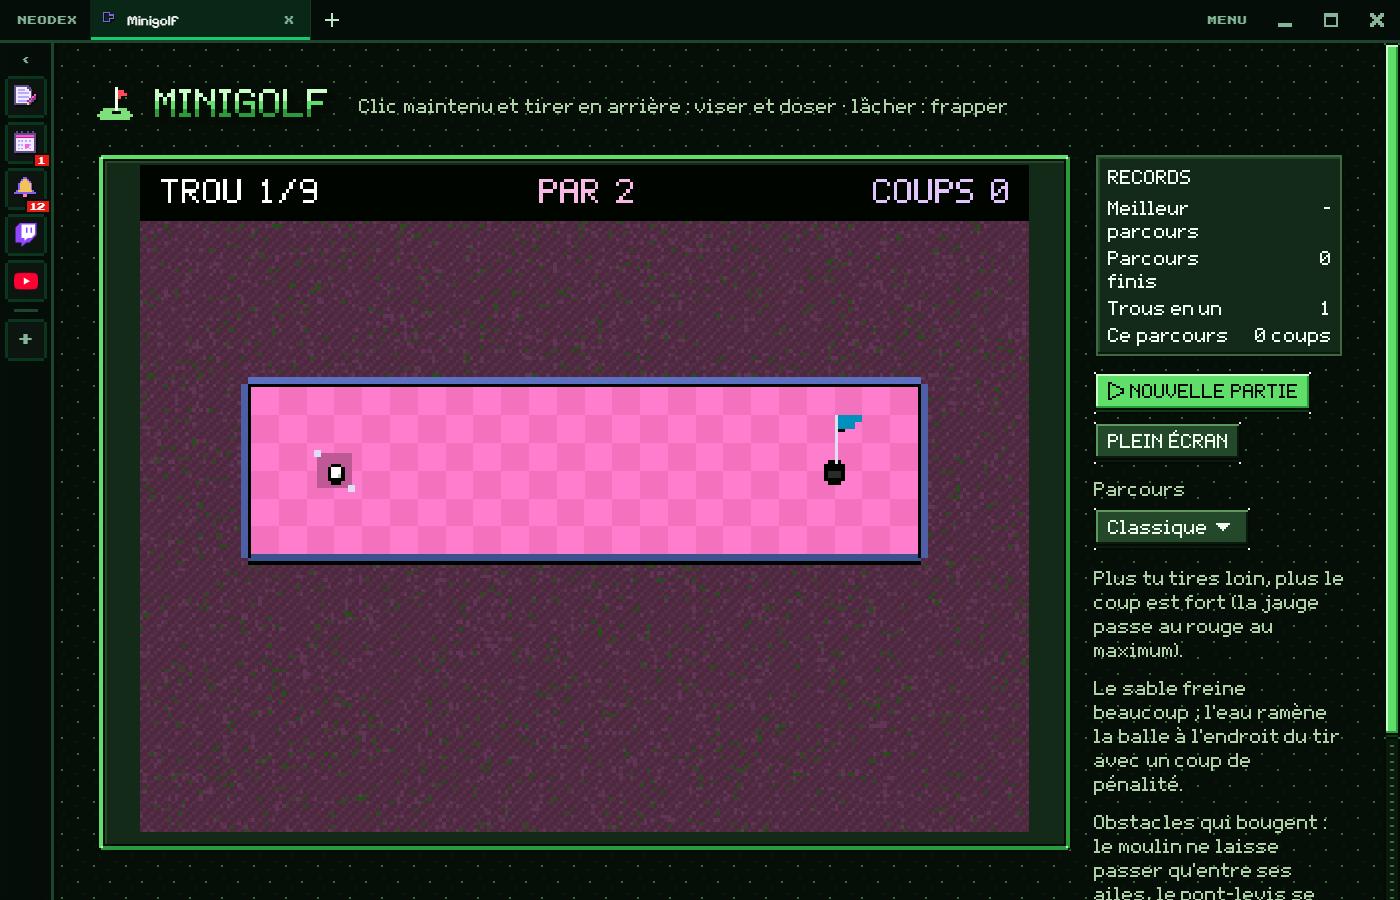 NEODEX
Minigolf
MENU
1
12
MINIGOLF
Clic maintenu et tirer en arrière : viser et doser · lâcher : frapper
TROU 1/9
PAR 2
COUPS 0
RECORDS
Meilleur parcours -
Parcours finis 0
Trous en un 1
Ce parcours 0 coups
NOUVELLE PARTIE
PLEIN ÉCRAN
Parcours
Classique
Plus tu tires loin, plus le
coup est fort (la jauge
passe au rouge au
maximum).
Le sable freine
beaucoup ; l'eau ramène
la balle à l'endroit du tir
avec un coup de
pénalité.
Obstacles qui bougent :
le moulin ne laisse
passer qu'entre ses
ailes, le pont-levis se